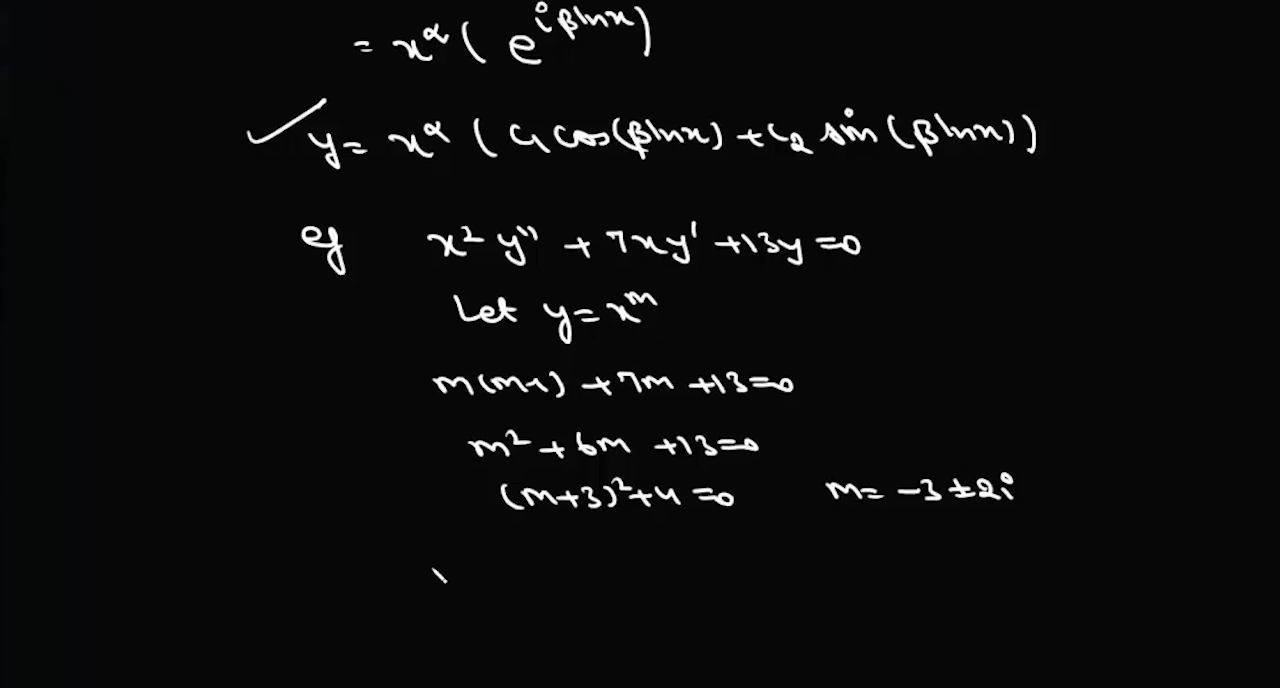 = x^α ( e^{iβlnx} )
y = x^α ( c₁ cos(βlnx) + c₂ sin(βlnx) )
eg x² y'' + 7xy' + 13y = 0
Let y = x^m
m(m-1) + 7m + 13 = 0
m² + 6m + 13 = 0
(m+3)² + 4 = 0 m = -3 ± 2i